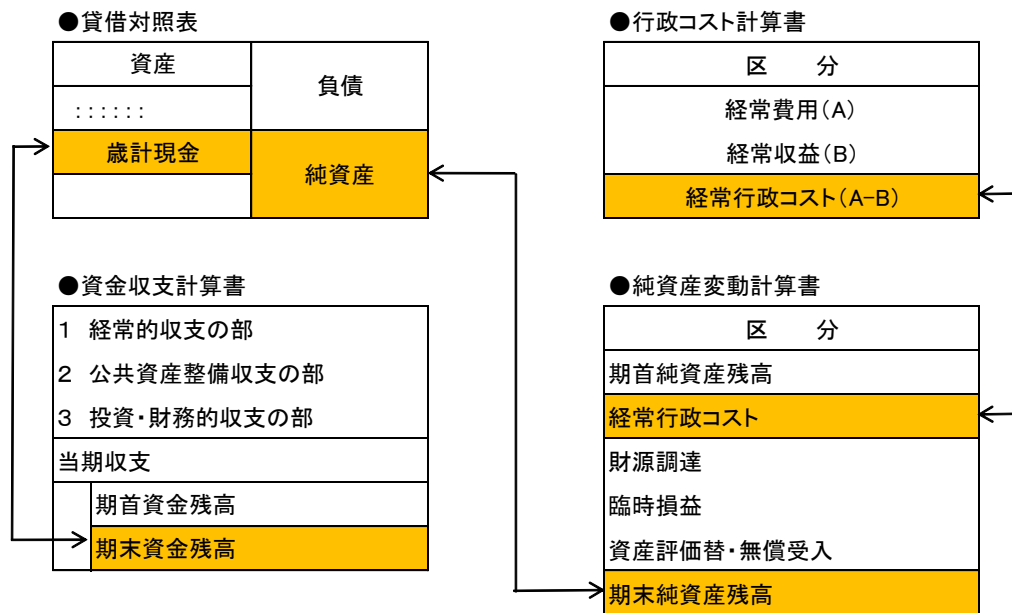 ●貸借対照表
資産
負債
: : : : : :
歳計現金
純資産
●行政コスト計算書
区　　分
経常費用(A)
経常収益(B)
経常行政コスト(A-B)
●資金収支計算書
1　経常的収支の部
2　公共資産整備収支の部
3　投資・財務的収支の部
当期収支
期首資金残高
期末資金残高
●純資産変動計算書
区　　分
期首純資産残高
経常行政コスト
財源調達
臨時損益
資産評価替・無償受入
期末純資産残高